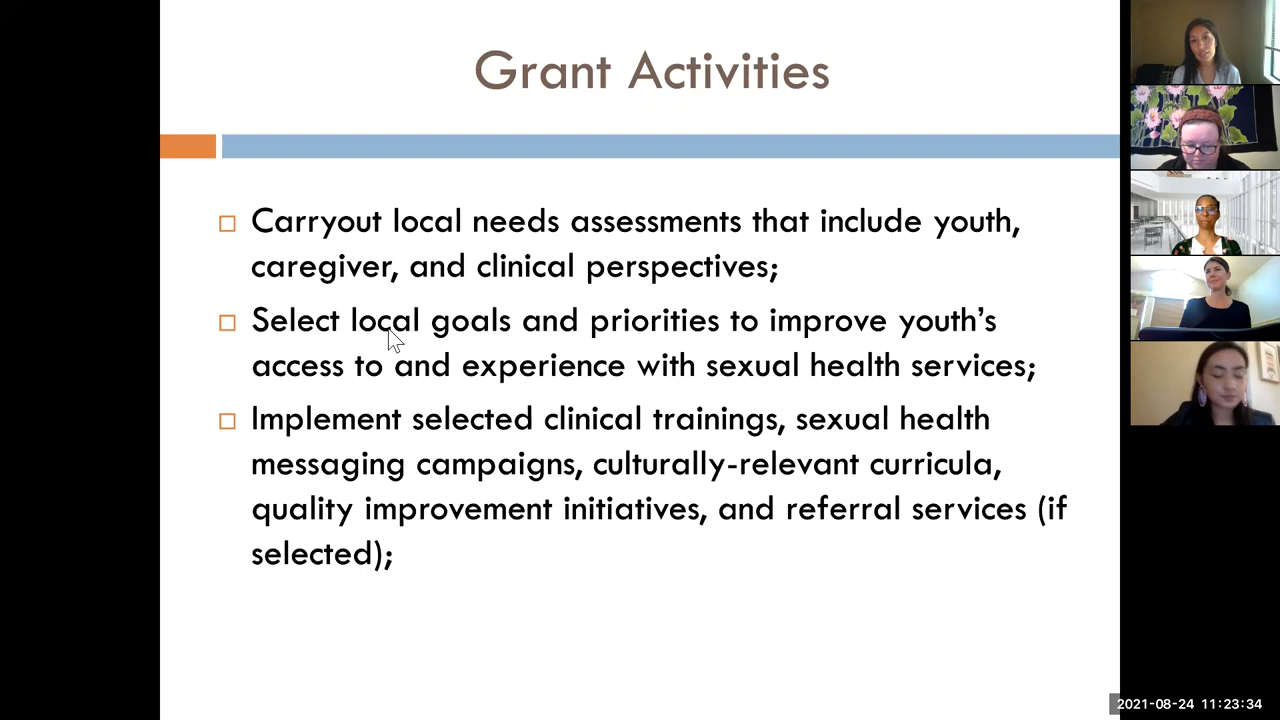 Grant Activities
Carryout local needs assessments that include youth,
caregiver, and clinical perspectives;
Select local goals and priorities to improve youth’s
access to and experience with sexual health services;
Implement selected clinical trainings, sexual health
messaging campaigns, culturally-relevant curricula,
quality improvement initiatives, and referral services (if
selected);
2021-08-24 11:23:34